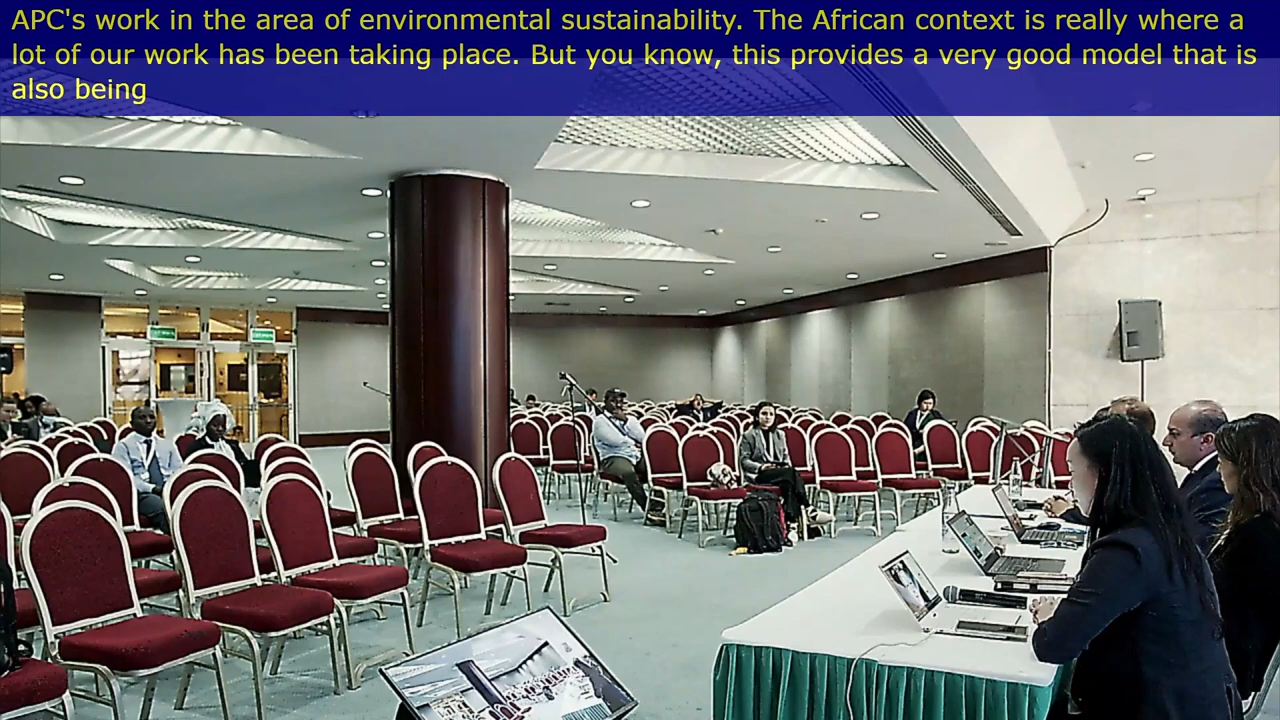 APC's work in the area of environmental sustainability. The African context is really where a
lot of our work has been taking place. But you know, this provides a very good model that is
also being